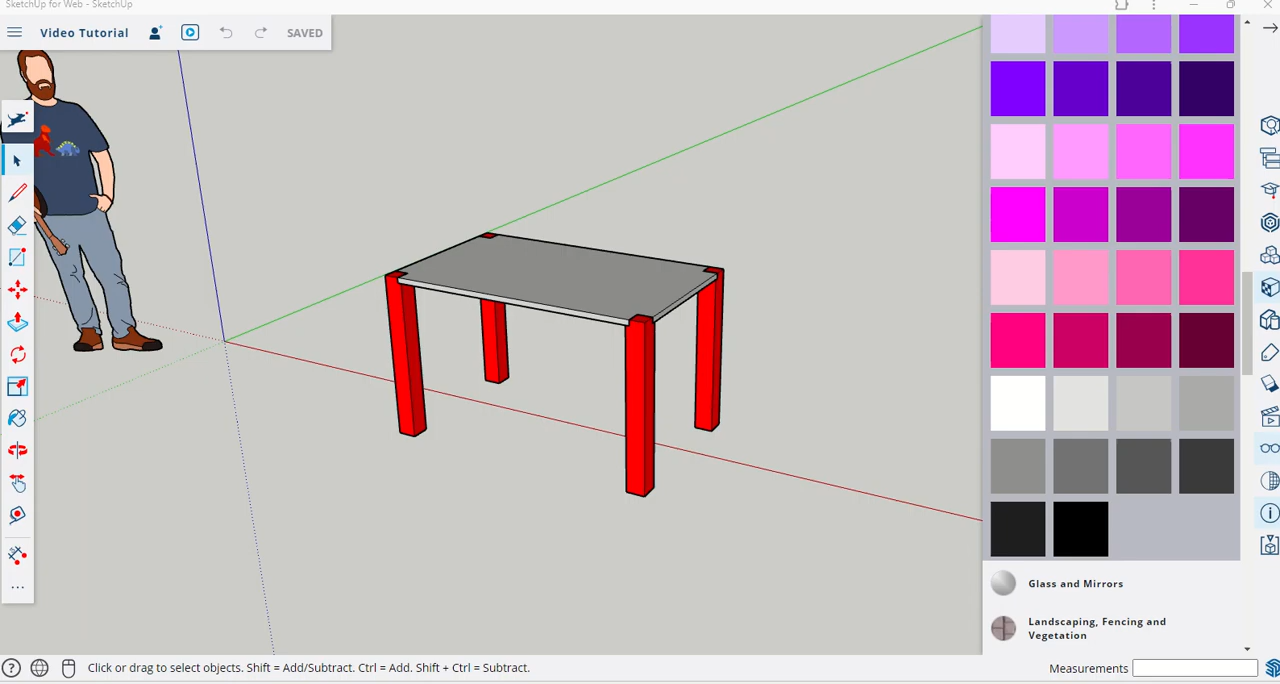 SketchUp for Web - SketchUp
Video Tutorial
SAVED
Glass and Mirrors
Landscaping, Fencing and
Vegetation
Click or drag to select objects. Shift = Add/Subtract. Ctrl = Add. Shift + Ctrl = Subtract.
Measurements